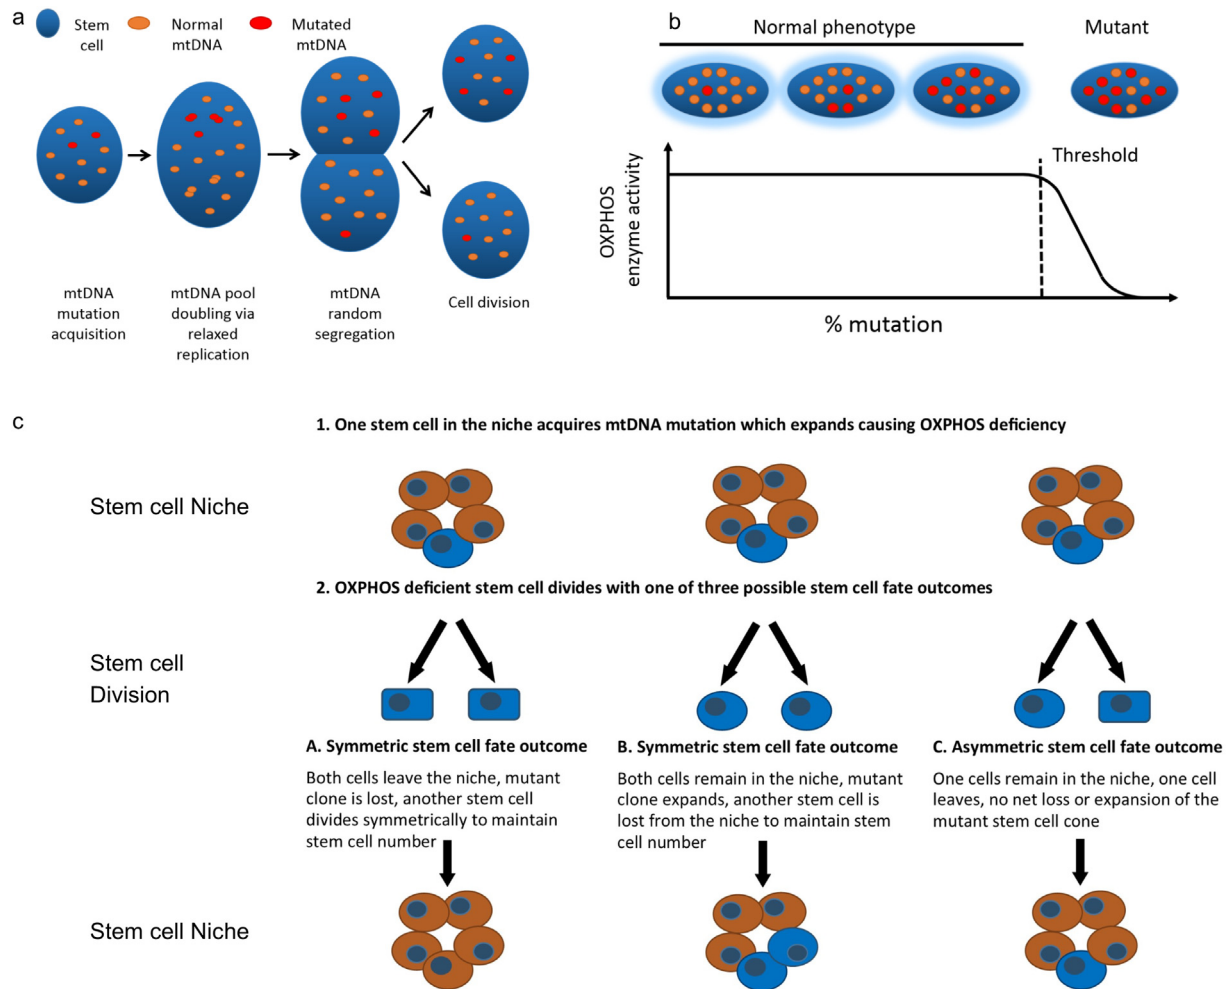 a
Stem
cell
Normal
mtDNA
Mutated
mtDNA
mtDNA
mutation
acquisition
mtDNA pool
doubling via
relaxed
replication
mtDNA
random
segregation
Cell division
b
Normal phenotype
Mutant
Threshold
OXPHOS
enzyme activity
% mutation
c
1. One stem cell in the niche acquires mtDNA mutation which expands causing OXPHOS deficiency
Stem cell Niche
2. OXPHOS deficient stem cell divides with one of three possible stem cell fate outcomes
Stem cell
Division
A. Symmetric stem cell fate outcome
Both cells leave the niche, mutant
clone is lost, another stem cell
divides symmetrically to maintain
stem cell number
B. Symmetric stem cell fate outcome
Both cells remain in the niche, mutant
clone expands, another stem cell is
lost from the niche to maintain stem
cell number
C. Asymmetric stem cell fate outcome
One cells remain in the niche, one cell
leaves, no net loss or expansion of the
mutant stem cell cone
Stem cell Niche